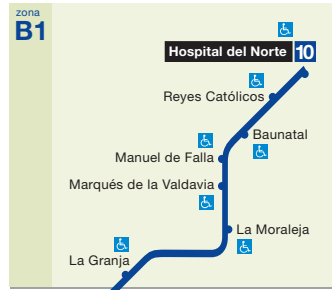 zona
B1
Hospital del Norte 10
Reyes Católicos
Baunatal
Manuel de Falla
Marqués de la Valdavia
La Moraleja
La Granja